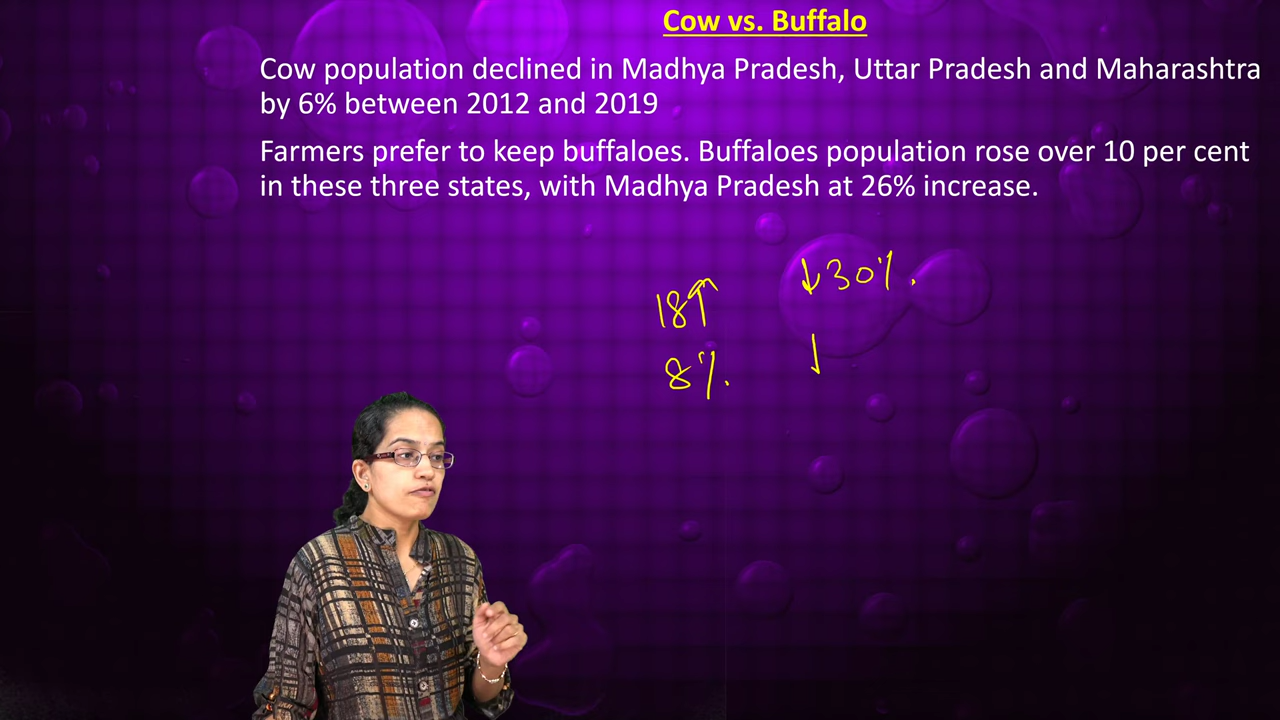 Cow vs. Buffalo
Cow population declined in Madhya Pradesh, Uttar Pradesh and Maharashtra
by 6% between 2012 and 2019
Farmers prefer to keep buffaloes. Buffaloes population rose over 10 per cent
in these three states, with Madhya Pradesh at 26% increase.
18↑ ↓30%.
8%. ↓